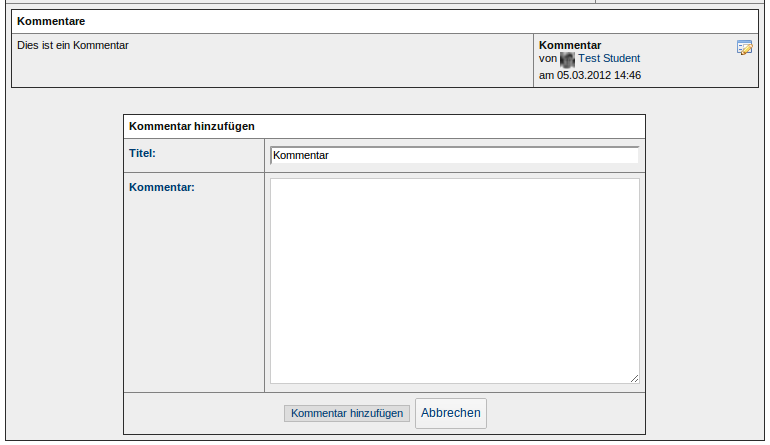 Kommentare
Dies ist ein Kommentar
Kommentar
von Test Student
am 05.03.2012 14:46
Kommentar hinzufügen
Titel:
Kommentar
Kommentar:
Kommentar hinzufügen
Abbrechen